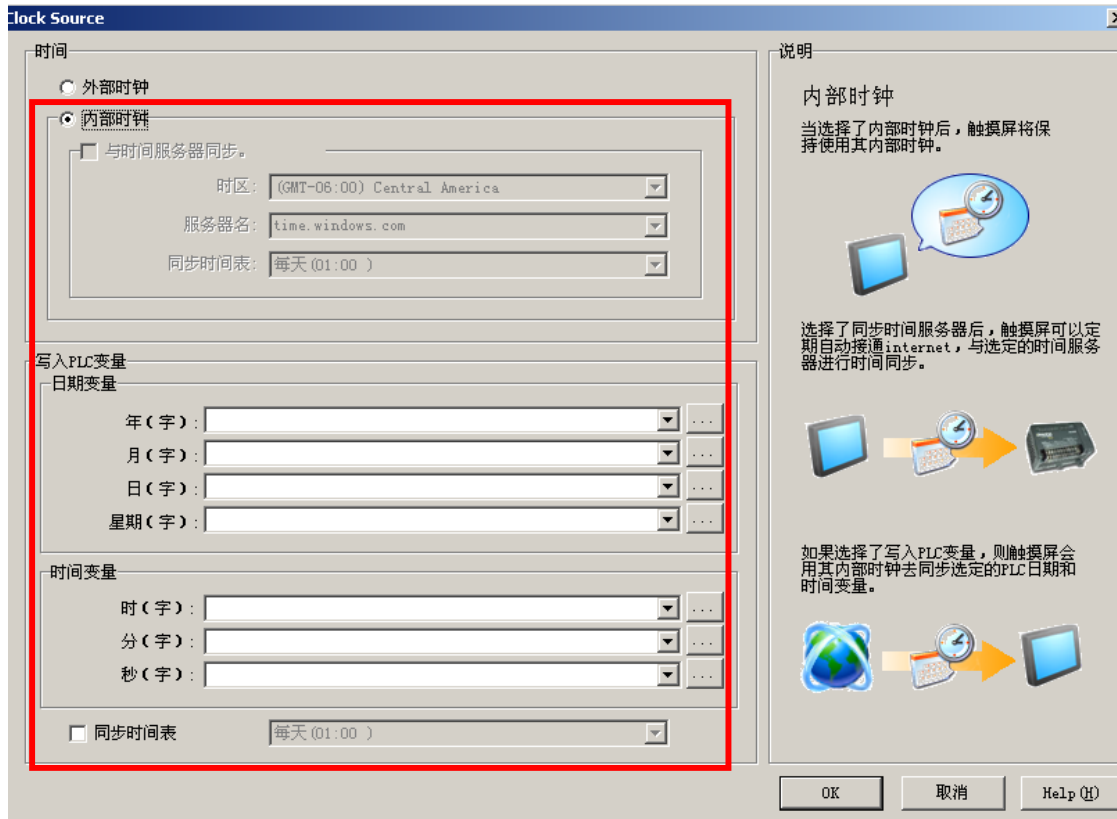 Clock Source
时间
外部时钟
内部时钟
与时间服务器同步。
时区: (GMT-06:00) Central America
服务器名: time.windows.com
同步时间表: 每天(01:00 )
写入PLC变量
日期变量
年(字): ...
月(字): ...
日(字): ...
星期(字): ...
时间变量
时(字): ...
分(字): ...
秒(字): ...
同步时间表 每天(01:00 )
说明
内部时钟
当选择了内部时钟后，触摸屏将保
持使用其内部时钟。
选择了同步时间服务器后，触摸屏可以定
期自动接通internet，与选定的时间服务
器进行时间同步。
如果选择了写入PLC变量，则触摸屏会
用其内部时钟去同步选定的PLC日期和
时间变量。
OK 取消 Help(H)